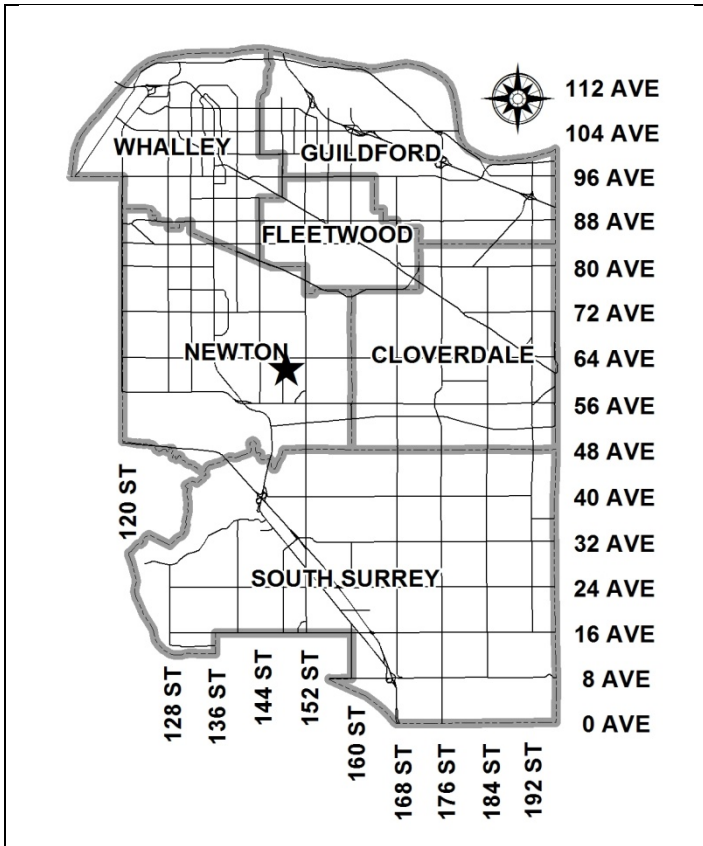 112 AVE
104 AVE
WHALLEY
GUILDFORD
96 AVE
88 AVE
FLEETWOOD
80 AVE
72 AVE
NEWTON
CLOVERDALE
64 AVE
56 AVE
48 AVE
120 ST
40 AVE
32 AVE
SOUTH SURREY
24 AVE
16 AVE
8 AVE
0 AVE
128 ST
136 ST
144 ST
152 ST
160 ST
168 ST
176 ST
184 ST
192 ST